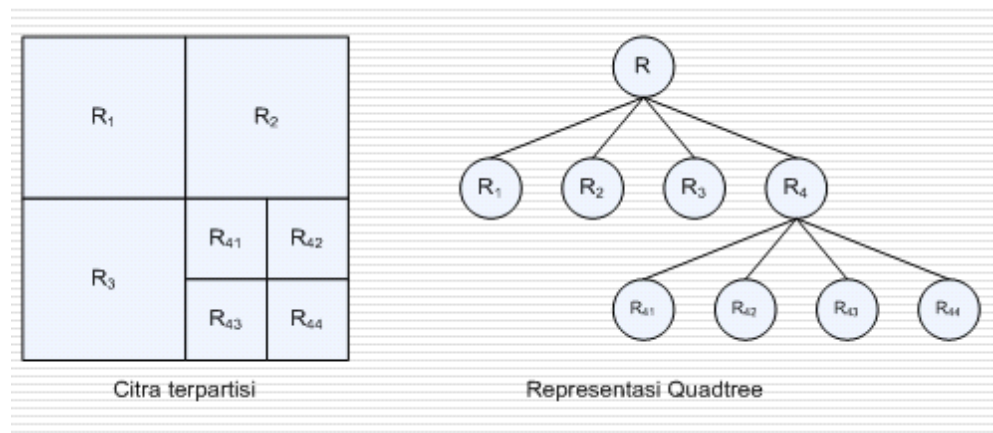 R₁ R₂
R₃ R₄₁ R₄₂
R₄₃ R₄₄
Citra terpartisi
R
R₁ R₂ R₃ R₄
R₄₁ R₄₂ R₄₃ R₄₄
Representasi Quadtree